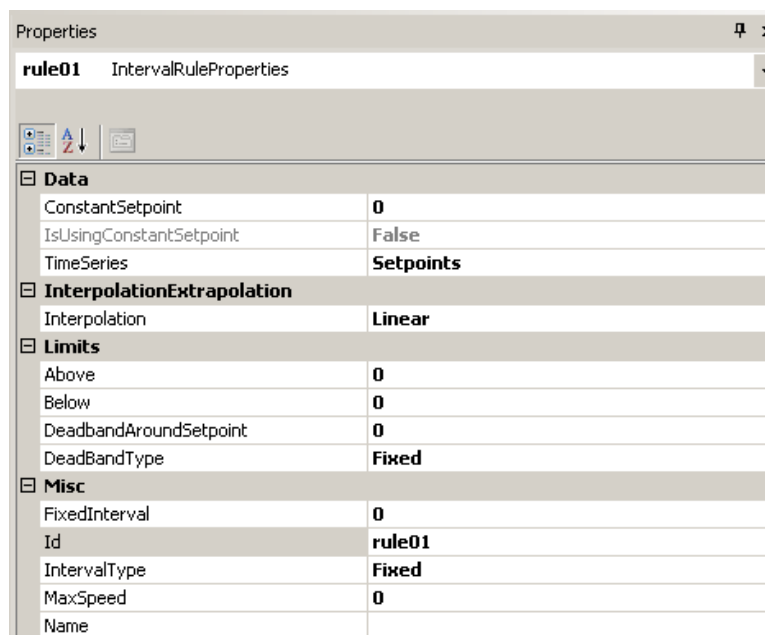 Properties
rule01 IntervalRuleProperties
A
Z
Data
ConstantSetpoint 0
IsUsingConstantSetpoint False
TimeSeries Setpoints
InterpolationExtrapolation
Interpolation Linear
Limits
Above 0
Below 0
DeadbandAroundSetpoint 0
DeadBandType Fixed
Misc
FixedInterval 0
Id rule01
IntervalType Fixed
MaxSpeed 0
Name